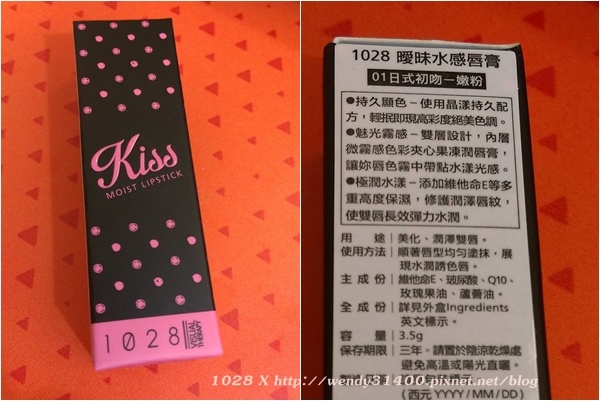 Kiss
MOIST LIPSTICK
1028
VISUAL
THERAPY
1028 曖昧水感唇膏
01日式初吻－嫩粉
●持久顯色－使用晶漾持久配
方，輕抿即現高彩度絕美色調。
●魅光霧感－雙層設計，內層
微霧感色彩夾心果凍潤唇膏，
讓妳唇色霧中帶點水漾光感。
●極潤水漾－添加維他命E等多
重高度保濕，修護潤澤唇紋，
使雙唇長效彈力水潤。
用　　途｜美化、潤澤雙唇。
使用方法｜順著唇型均勻塗抹，展
現水潤誘色唇。
主 成 份｜維他命E、玻尿酸、Q10、
玫瑰果油、蘆薈油。
全 成 份｜詳見外盒Ingredients
英文標示。
容　　量｜3.5g
保存期限｜三年。請置於陰涼乾燥處
避免高溫或陽光直曬。
(西元 YYYY / MM / DD)
1028 X http://wendy31400.pixnet.net/blog